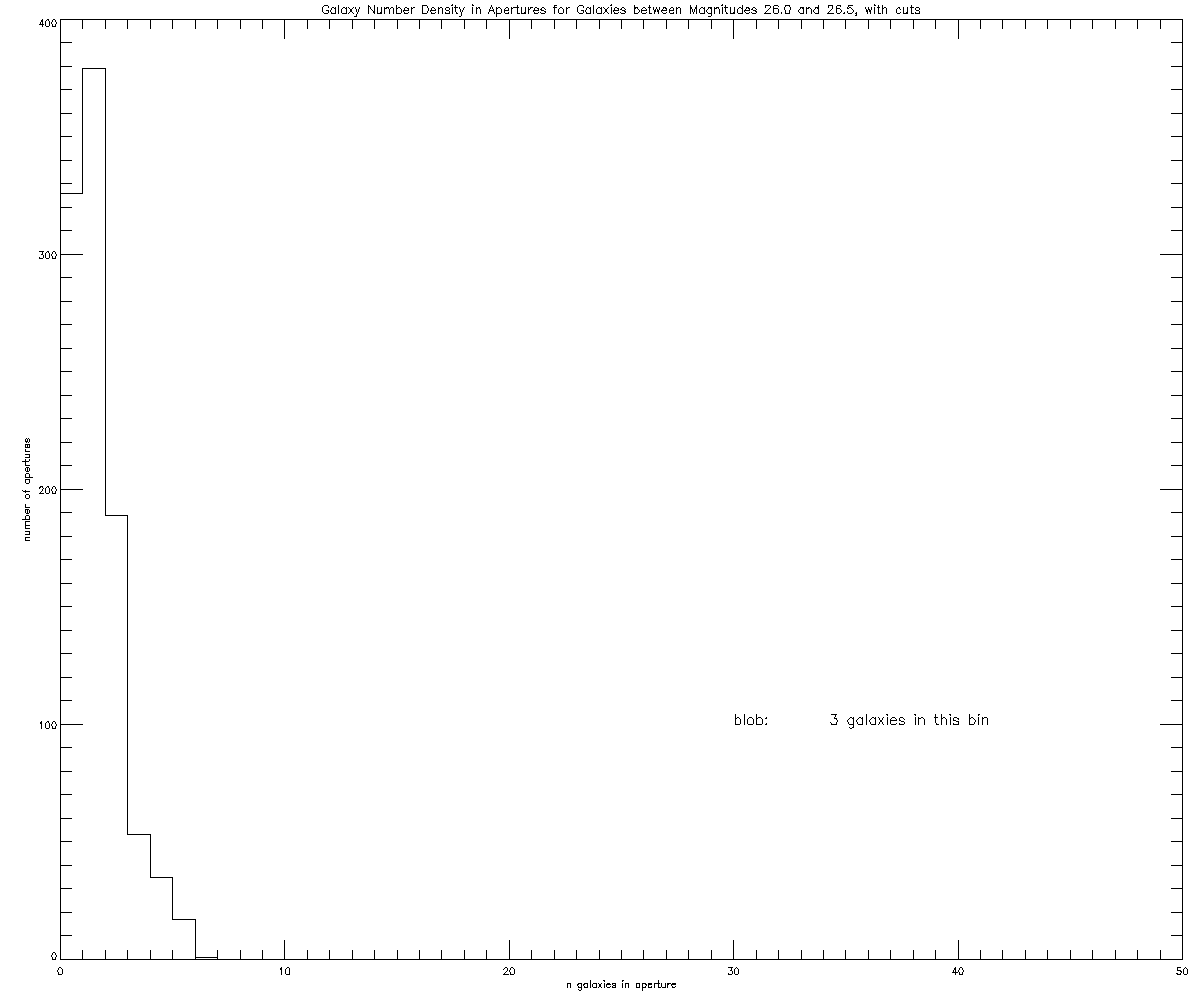 Galaxy Number Density in Apertures for Galaxies between Magnitudes 26.0 and 26.5, with cuts
400
300
200
100
0
number of apertures
blob: 3 galaxies in this bin
0 10 20 30 40 50
n galaxies in aperture